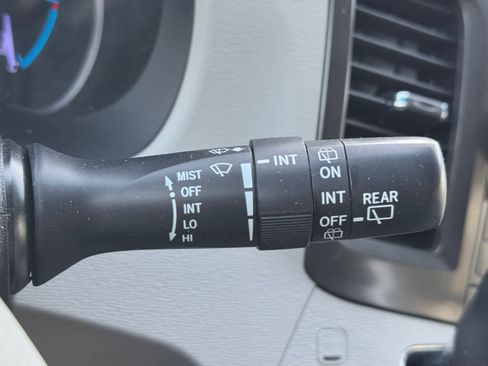 MIST
OFF
INT
LO
HI
INT
ON
INT
OFF
REAR